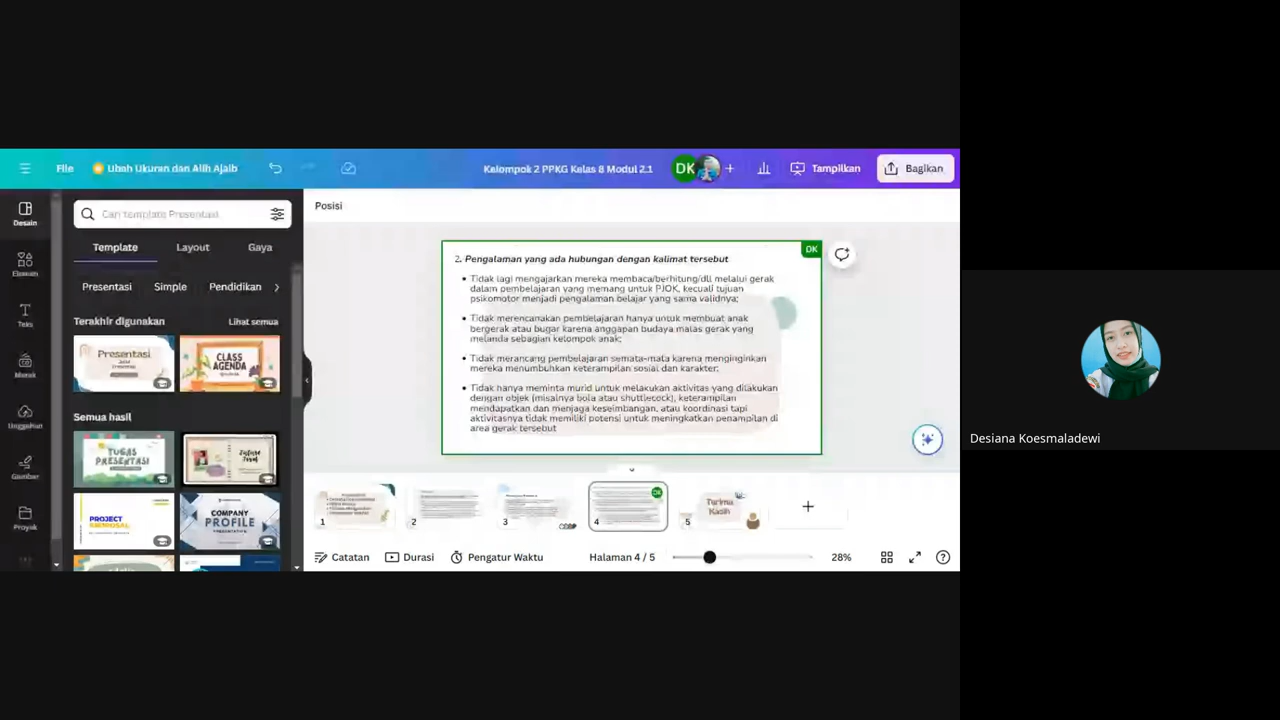 File
Ubah Ukuran dan Alih Ajaib
Kelompok 2 PPKG Kelas 8 Modul 2.1
DK
+
Tampilkan
Bagikan
Desain
Elemen
Teks
Merek
Unggahan
Gambar
Proyek
Cari template Presentasi
Template
Layout
Gaya
Presentasi
Simple
Pendidikan
Terakhir digunakan
Lihat semua
Presentasi
CLASS
AGENDA
Semua hasil
TUGAS
PRESENTASI
PROJECT
PROPOSAL
COMPANY
PROFILE
Posisi
DK
2. Pengalaman yang ada hubungan dengan kalimat tersebut
• Tidak lagi mengajarkan mereka membaca/berhitung/dll melalui gerak
dalam pembelajaran yang memang untuk PJOK, kecuali tujuan
psikomotor menjadi pengalaman belajar yang sama validnya;
• Tidak merencanakan pembelajaran hanya untuk membuat anak
bergerak atau bugar karena anggapan budaya malas gerak yang
melanda sebagian kelompok anak;
• Tidak merancang pembelajaran semata-mata karena menginginkan
mereka menumbuhkan keterampilan sosial dan karakter;
• Tidak hanya meminta murid untuk melakukan aktivitas yang dilakukan
dengan objek (misalnya bola atau shuttlecock), keterampilan
mendapatkan dan menjaga keseimbangan, atau koordinasi tapi
aktivitasnya tidak memiliki potensi untuk meningkatkan penampilan di
area gerak tersebut
1
2
3
4
DK
5
Terima
Kasih
+
Catatan
Durasi
Pengatur Waktu
Halaman 4 / 5
28%
Desiana Koesmaladewi